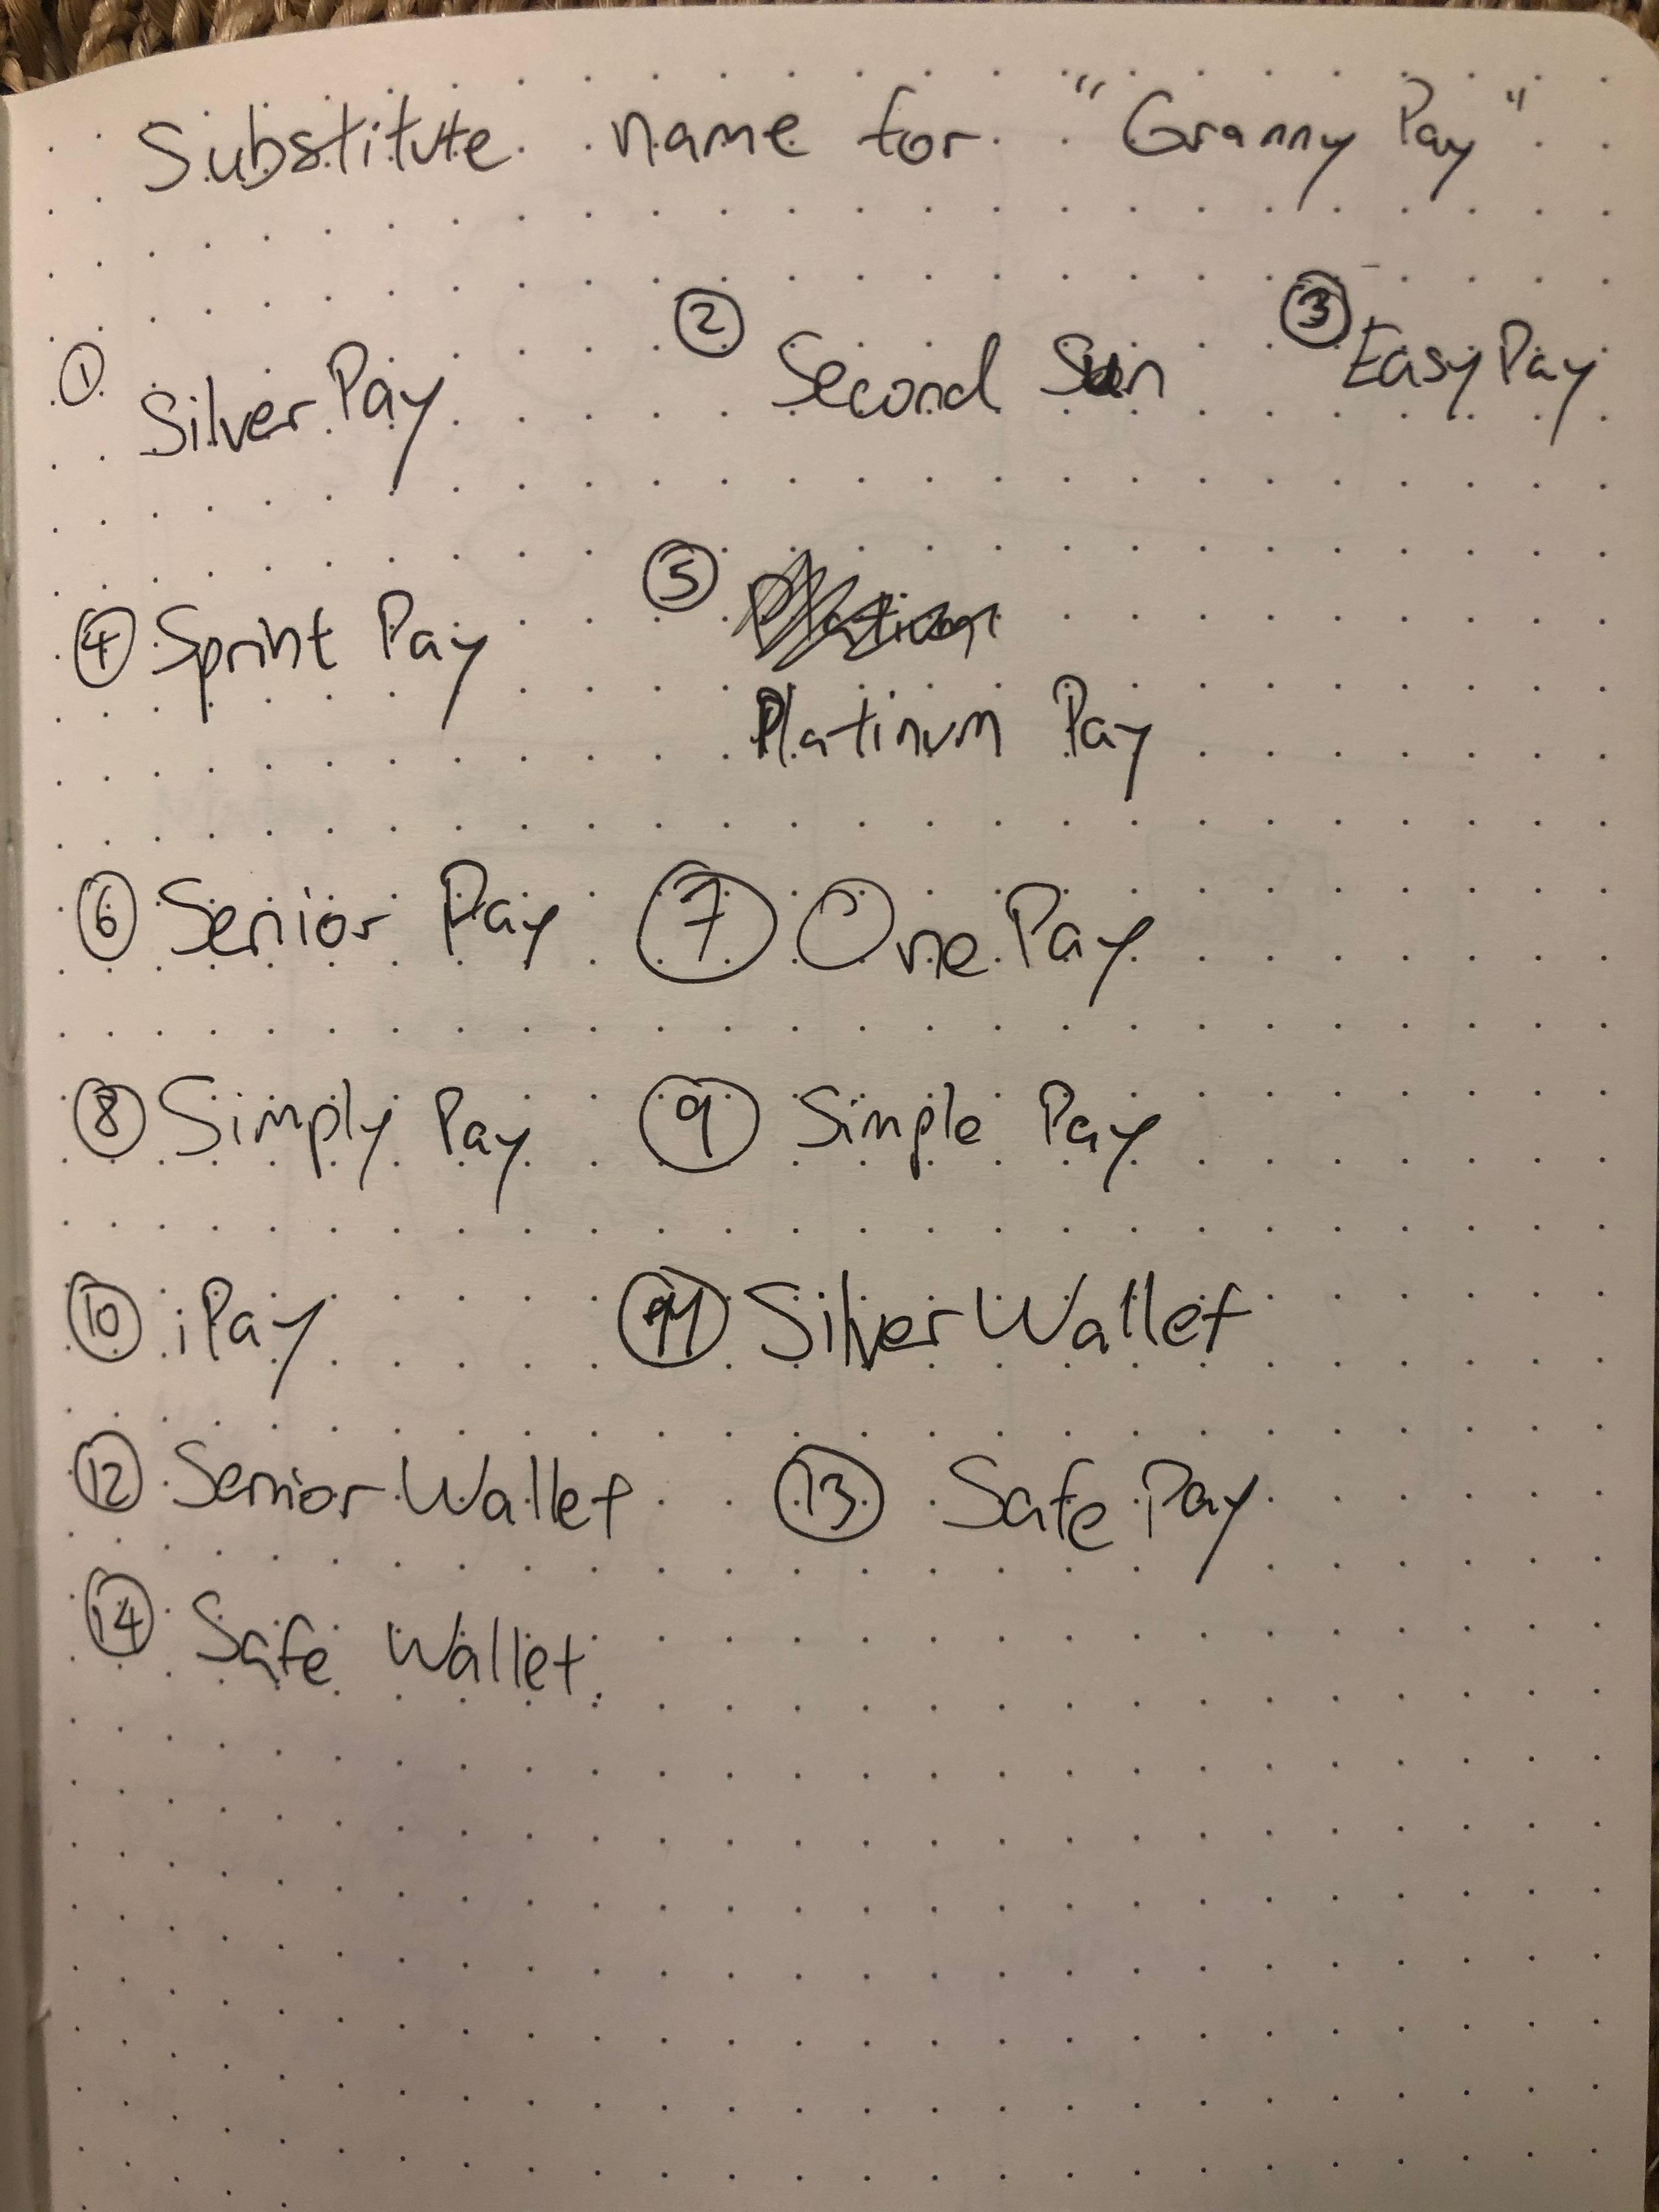 Substitute name for "Granny Pay"
① Silver Pay ② Second Sun ③ Easy Pay
④ Sprint Pay ⑤ Platinum Pay
⑥ Senior Pay ⑦ One Pay
⑧ Simply Pay ⑨ Simple Pay
⑩ iPay ⑪ Silver Wallet
⑫ Senior Wallet ⑬ Safe Pay
⑭ Safe Wallet.